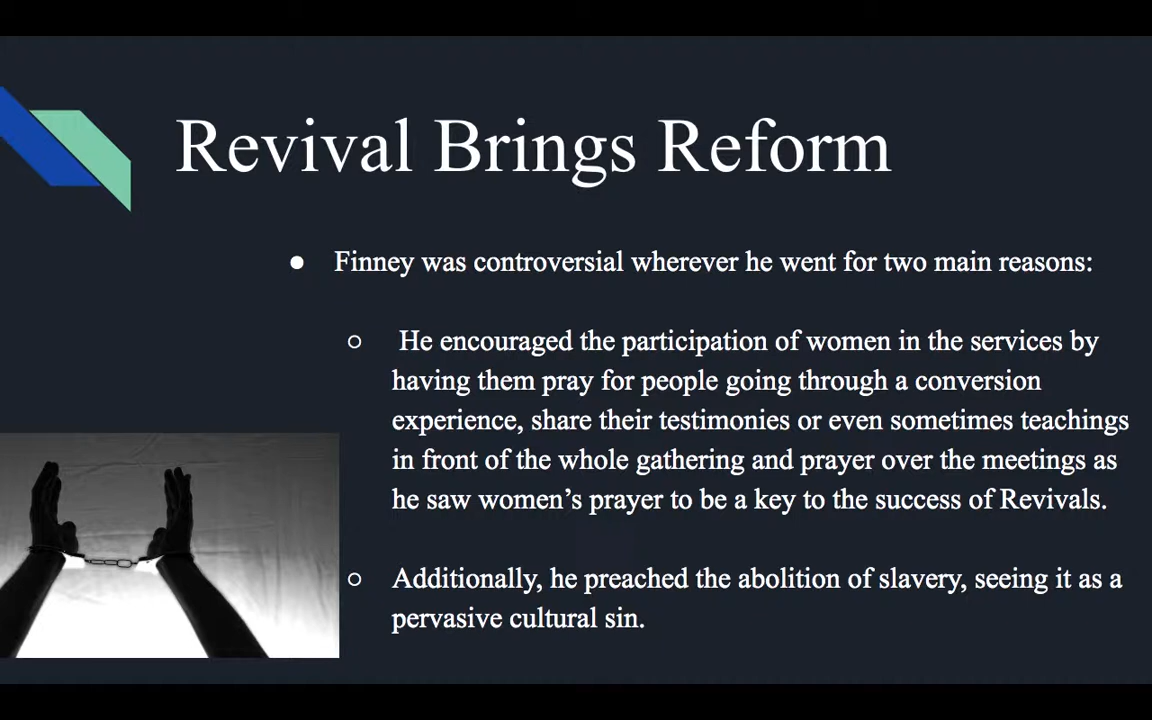 Revival Brings Reform
● Finney was controversial wherever he went for two main reasons:
○ He encouraged the participation of women in the services by
having them pray for people going through a conversion
experience, share their testimonies or even sometimes teachings
in front of the whole gathering and prayer over the meetings as
he saw women’s prayer to be a key to the success of Revivals.
○ Additionally, he preached the abolition of slavery, seeing it as a
pervasive cultural sin.